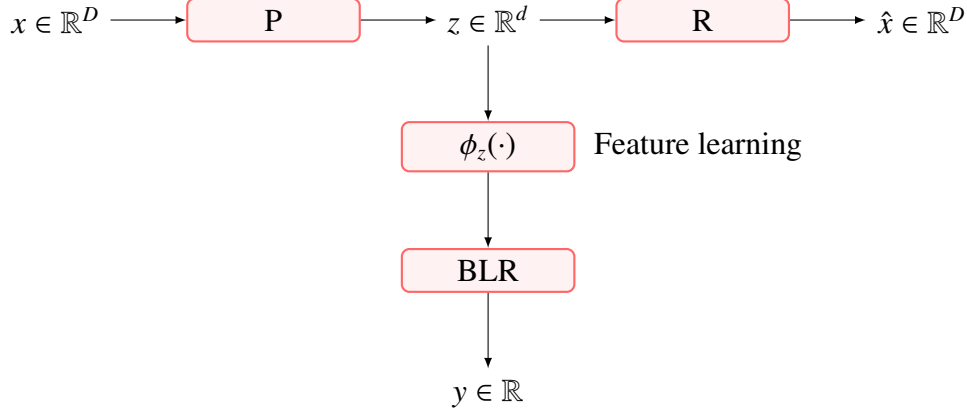 x ∈ ℝ^D P z ∈ ℝ^d R x̂ ∈ ℝ^D
ϕ_z(·) Feature learning
BLR
y ∈ ℝ